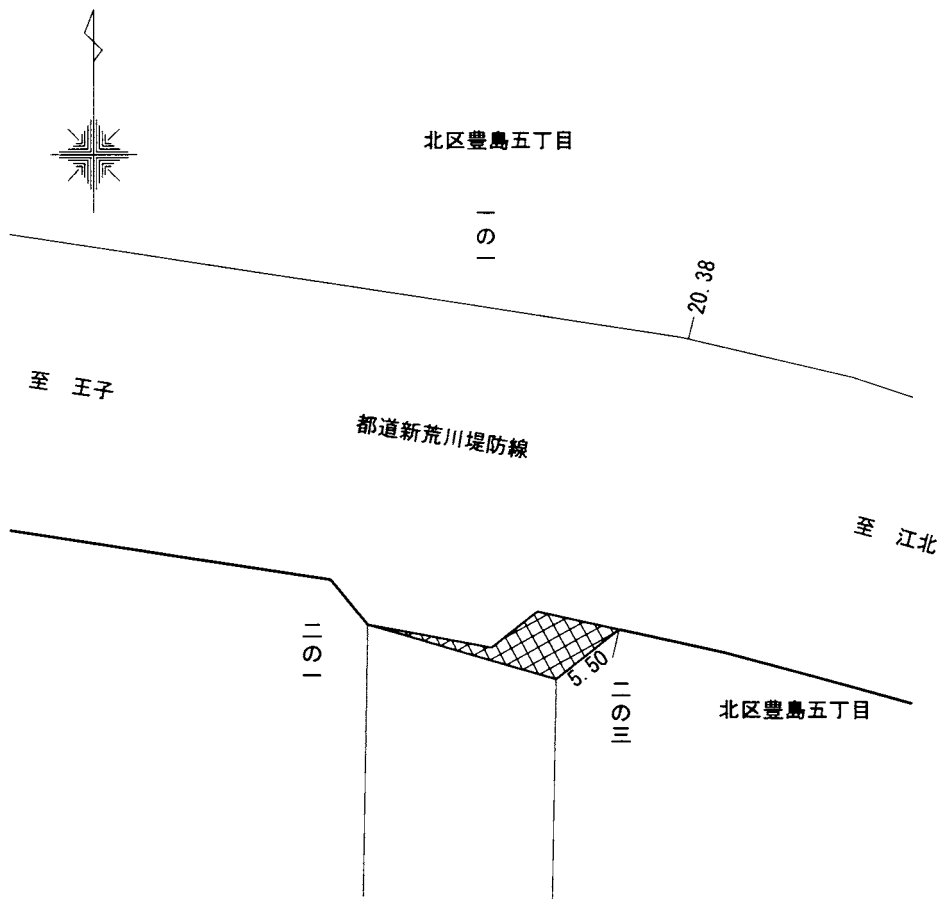 北区豊島五丁目
一の一
20.38
至 王子
都道新荒川堤防線
至 江北
二の一
5.50
二の三
北区豊島五丁目